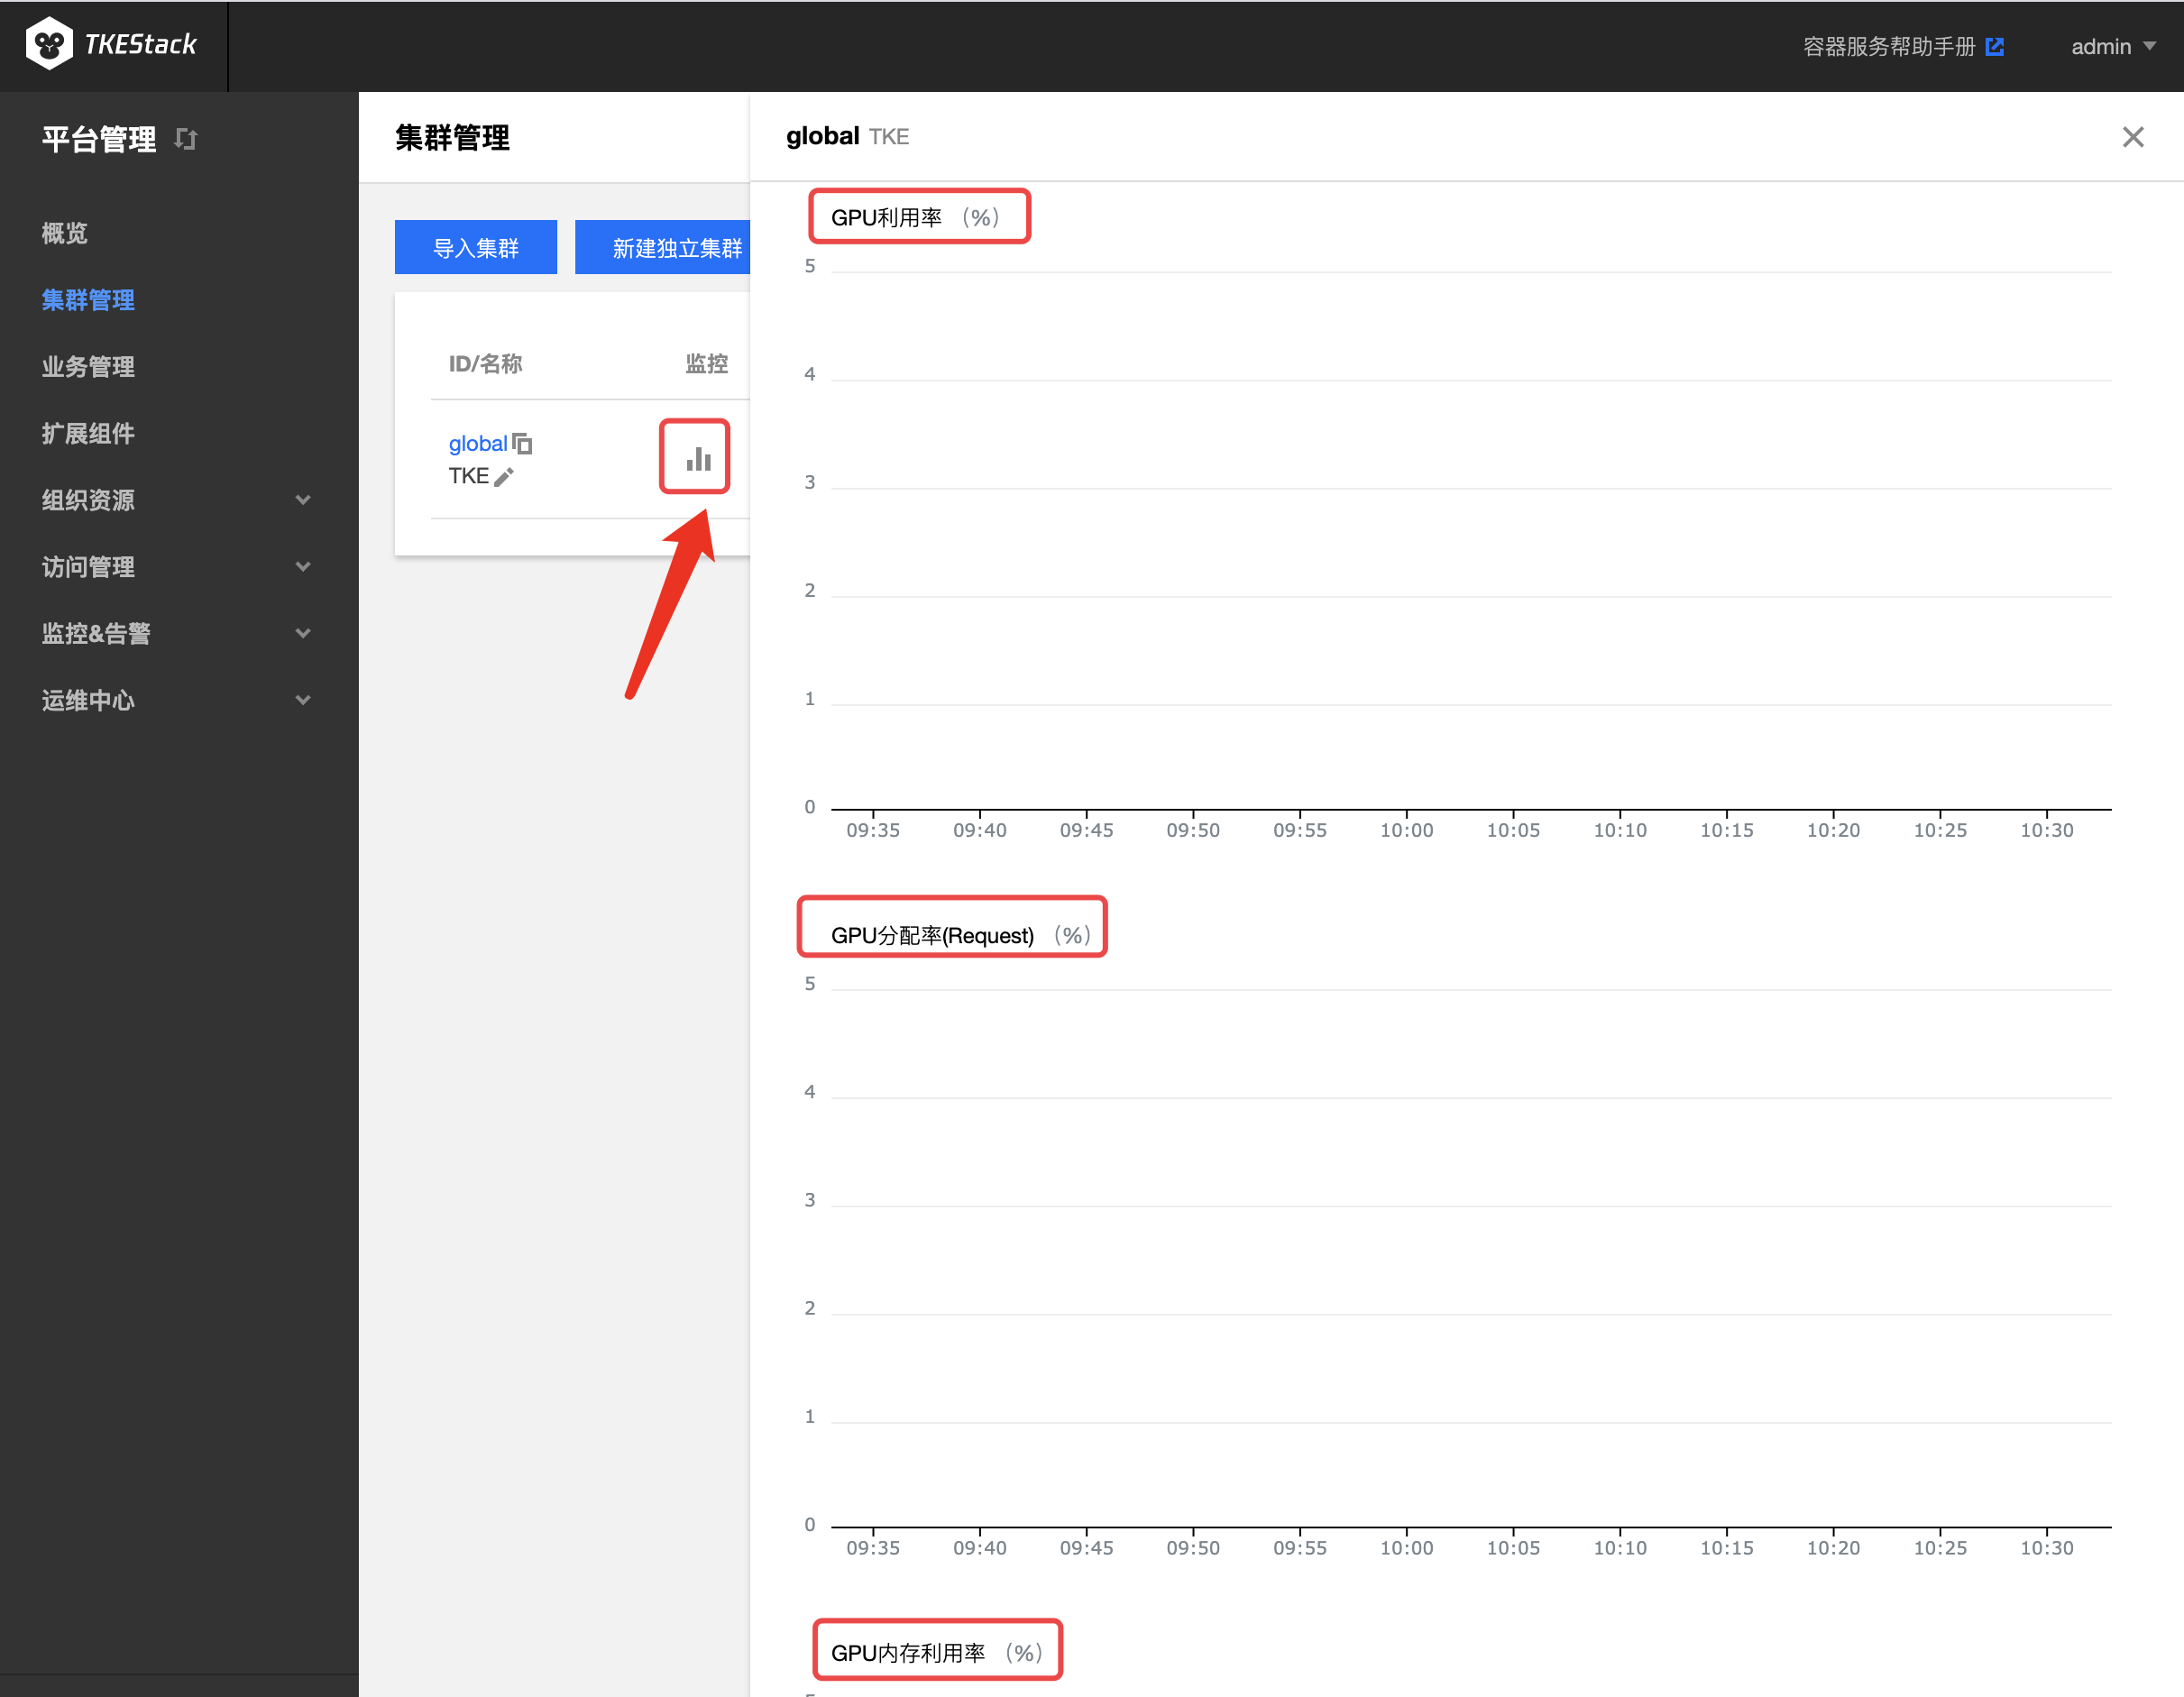 TKEStack
容器服务帮助手册
admin
平台管理
概览
集群管理
业务管理
扩展组件
组织资源
访问管理
监控&告警
运维中心
集群管理
导入集群
新建独立集群
ID/名称
监控
global
TKE
global TKE
GPU利用率 (%)
5
4
3
2
1
0
09:35 09:40 09:45 09:50 09:55 10:00 10:05 10:10 10:15 10:20 10:25 10:30
GPU分配率(Request) (%)
5
4
3
2
1
0
09:35 09:40 09:45 09:50 09:55 10:00 10:05 10:10 10:15 10:20 10:25 10:30
GPU内存利用率 (%)